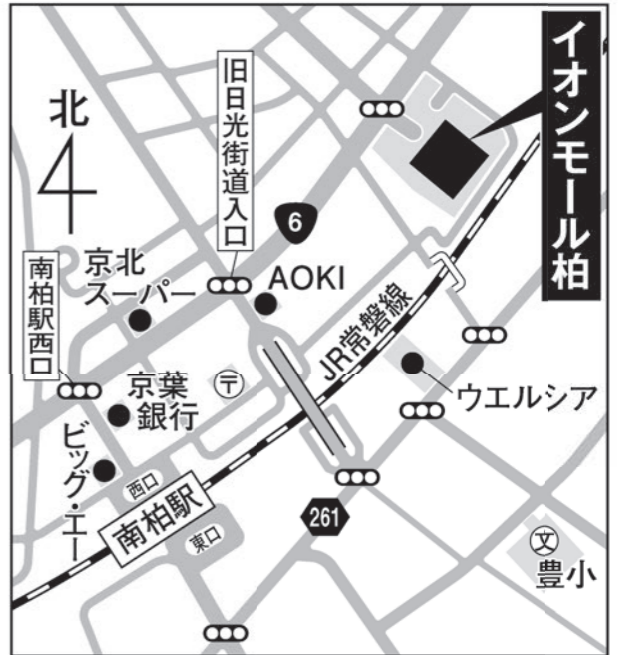 イオンモール柏
北
旧日光街道入口
6
京北
スーパー
AOKI
南柏駅西口
JR常磐線
〒
京葉
銀行
ウエルシア
ビッグ・エー
西口
南柏駅
東口
261
文
豊小